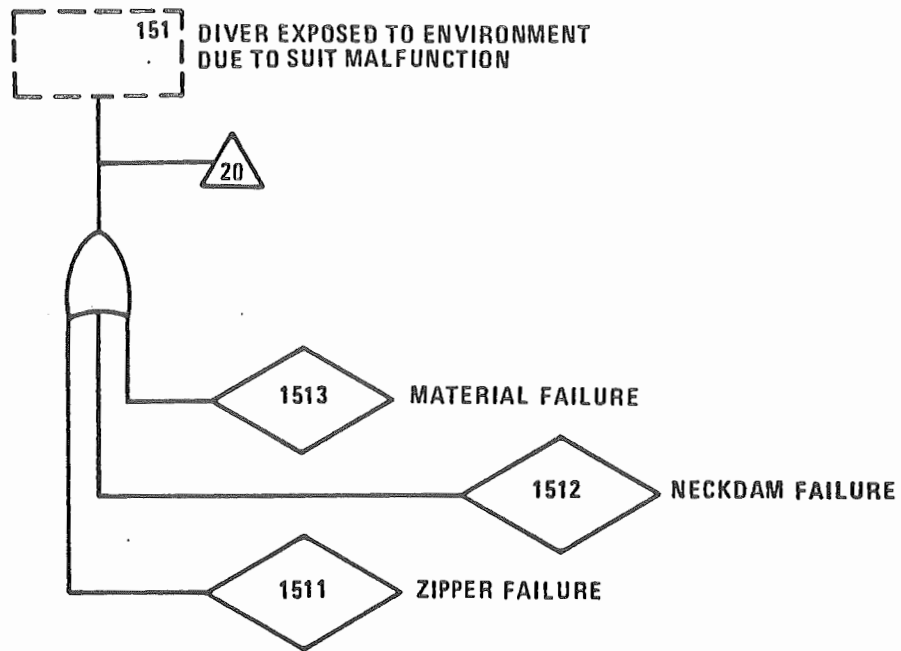 151 DIVER EXPOSED TO ENVIRONMENT
DUE TO SUIT MALFUNCTION
20
1513 MATERIAL FAILURE
1512 NECKDAM FAILURE
1511 ZIPPER FAILURE